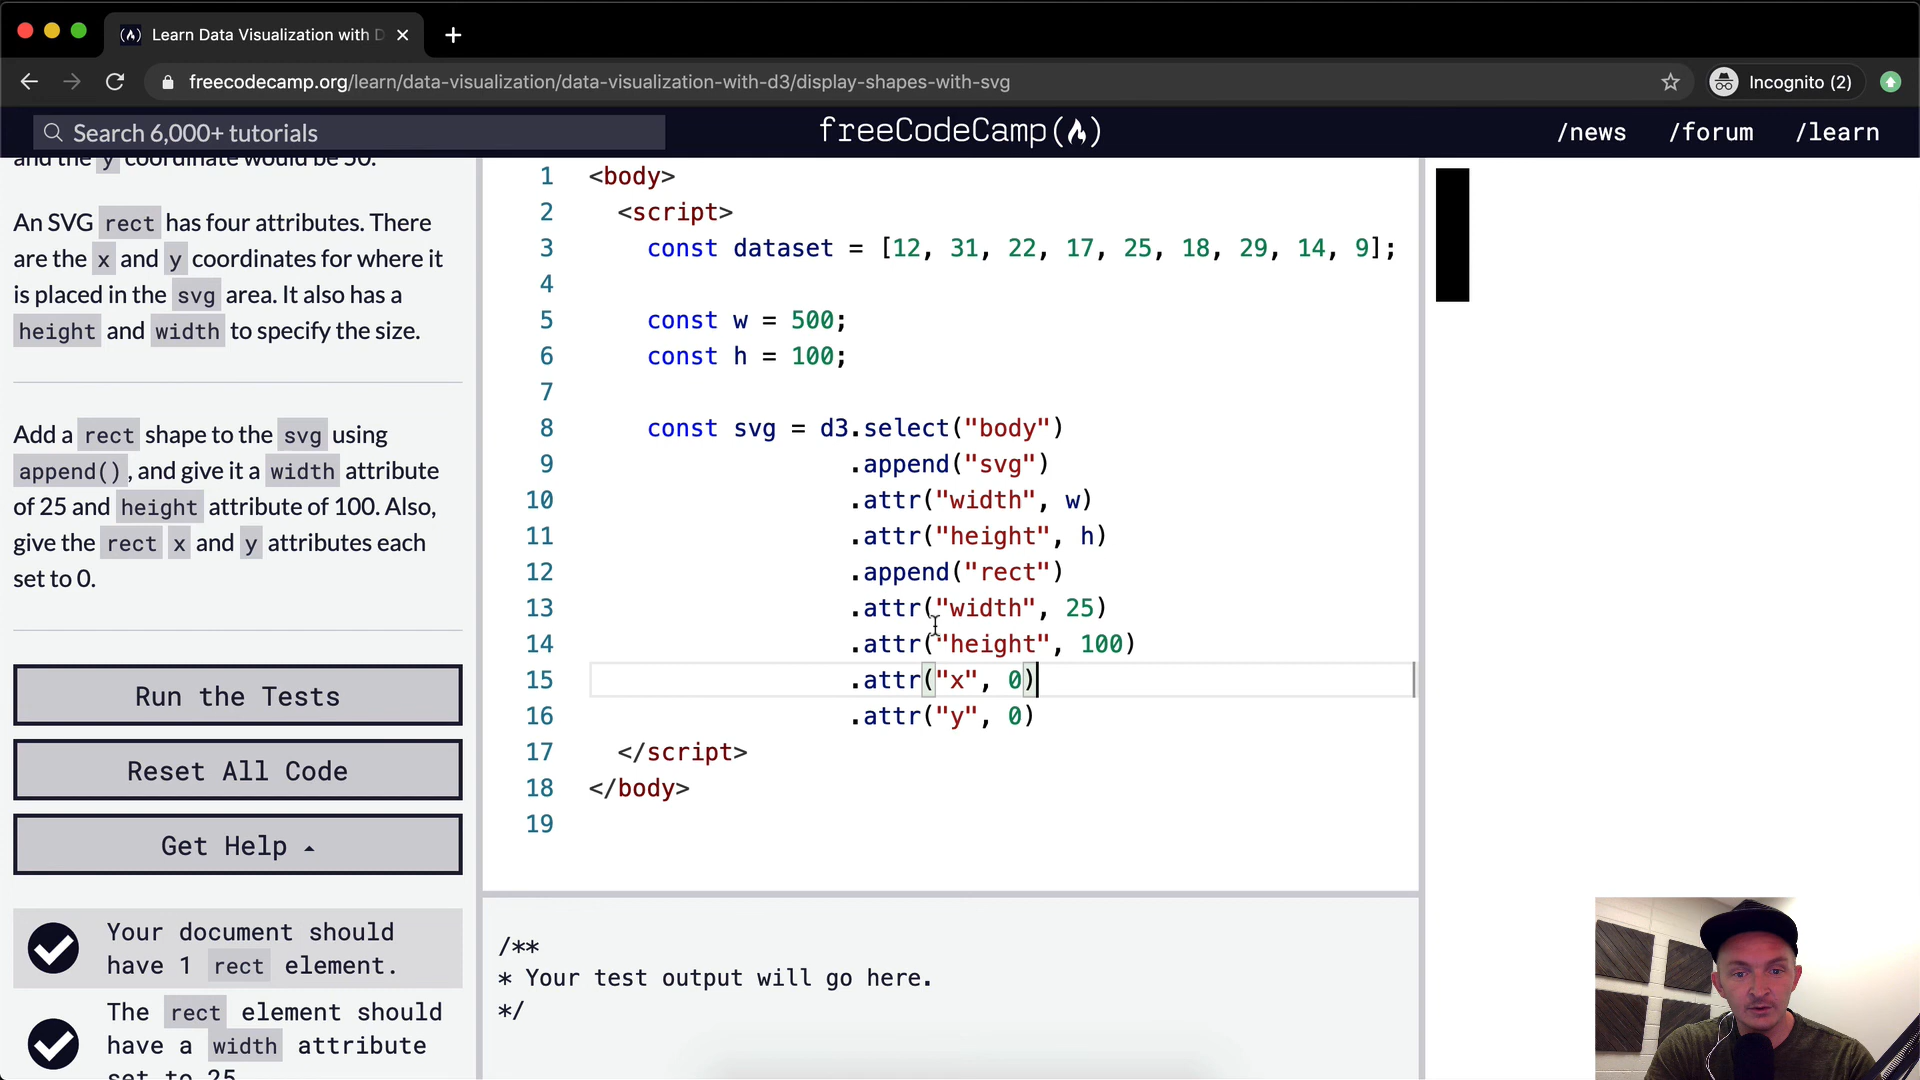 Learn Data Visualization with D
freecodecamp.org/learn/data-visualization/data-visualization-with-d3/display-shapes-with-svg
Incognito (2)
Search 6,000+ tutorials
freeCodeCamp(🔥)
/news /forum /learn
and the y coordinate would be 50.
An SVG rect has four attributes. There
are the x and y coordinates for where it
is placed in the svg area. It also has a
height and width to specify the size.
Add a rect shape to the svg using
append(), and give it a width attribute
of 25 and height attribute of 100. Also,
give the rect x and y attributes each
set to 0.
Run the Tests
Reset All Code
Get Help
Your document should
have 1 rect element.
The rect element should
have a width attribute
set to 25.
1 <body>
2 <script>
3 const dataset = [12, 31, 22, 17, 25, 18, 29, 14, 9];
4
5 const w = 500;
6 const h = 100;
7
8 const svg = d3.select("body")
9 .append("svg")
10 .attr("width", w)
11 .attr("height", h)
12 .append("rect")
13 .attr("width", 25)
14 .attr("height", 100)
15 .attr("x", 0)
16 .attr("y", 0)
17 </script>
18 </body>
19
/**
* Your test output will go here.
*/